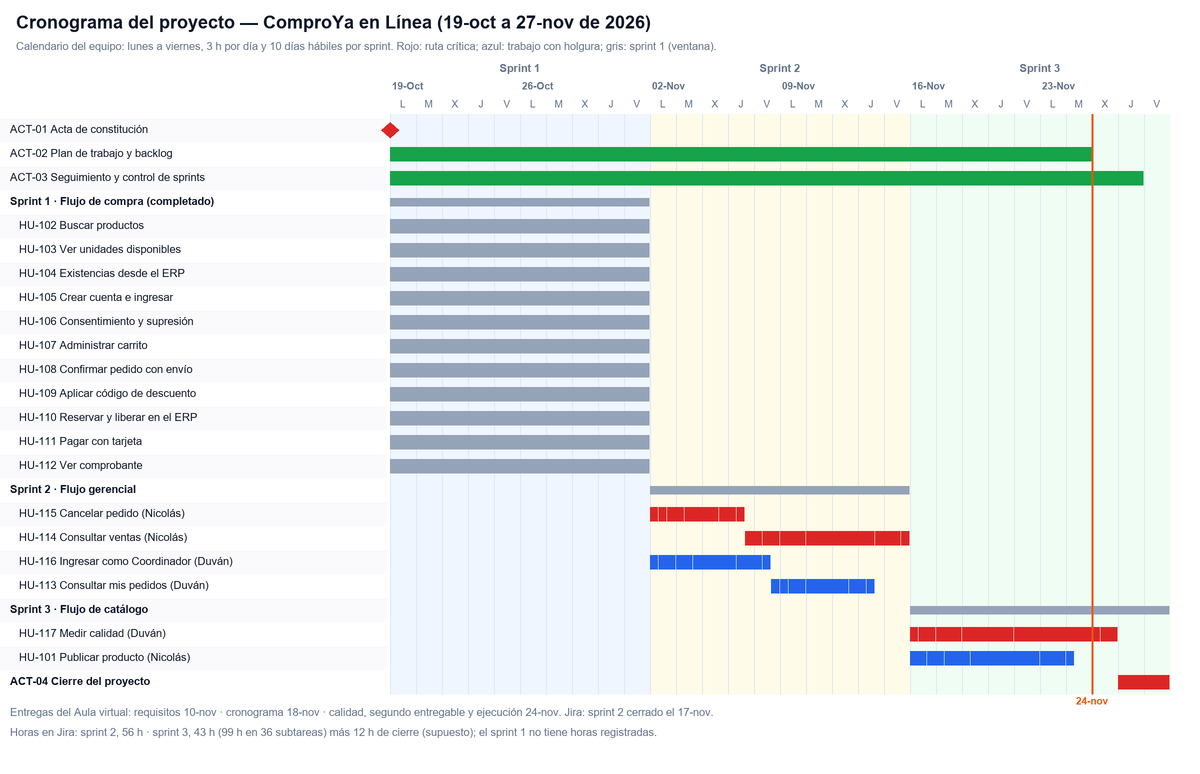 Cronograma del proyecto — ComproYa en Línea (19-oct a 27-nov de 2026)
Calendario del equipo: lunes a viernes, 3 h por día y 10 días hábiles por sprint. Rojo: ruta crítica; azul: trabajo con holgura; gris: sprint 1 (ventana).
Sprint 1 Sprint 2 Sprint 3
19-Oct 26-Oct 02-Nov 09-Nov 16-Nov 23-Nov
L M X J V L M X J V L M X J V L M X J V L M X J V L M X J V
ACT-01 Acta de constitución
ACT-02 Plan de trabajo y backlog
ACT-03 Seguimiento y control de sprints
Sprint 1 · Flujo de compra (completado)
HU-102 Buscar productos
HU-103 Ver unidades disponibles
HU-104 Existencias desde el ERP
HU-105 Crear cuenta e ingresar
HU-106 Consentimiento y supresión
HU-107 Administrar carrito
HU-108 Confirmar pedido con envío
HU-109 Aplicar código de descuento
HU-110 Reservar y liberar en el ERP
HU-111 Pagar con tarjeta
HU-112 Ver comprobante
Sprint 2 · Flujo gerencial
HU-115 Cancelar pedido (Nicolás)
HU-114 Consultar ventas (Nicolás)
HU-116 Ingresar como Coordinador (Duván)
HU-113 Consultar mis pedidos (Duván)
Sprint 3 · Flujo de catálogo
HU-117 Medir calidad (Duván)
HU-101 Publicar producto (Nicolás)
ACT-04 Cierre del proyecto
24-nov
Entregas del Aula virtual: requisitos 10-nov · cronograma 18-nov · calidad, segundo entregable y ejecución 24-nov. Jira: sprint 2 cerrado el 17-nov.
Horas en Jira: sprint 2, 56 h · sprint 3, 43 h (99 h en 36 subtareas) más 12 h de cierre (supuesto); el sprint 1 no tiene horas registradas.